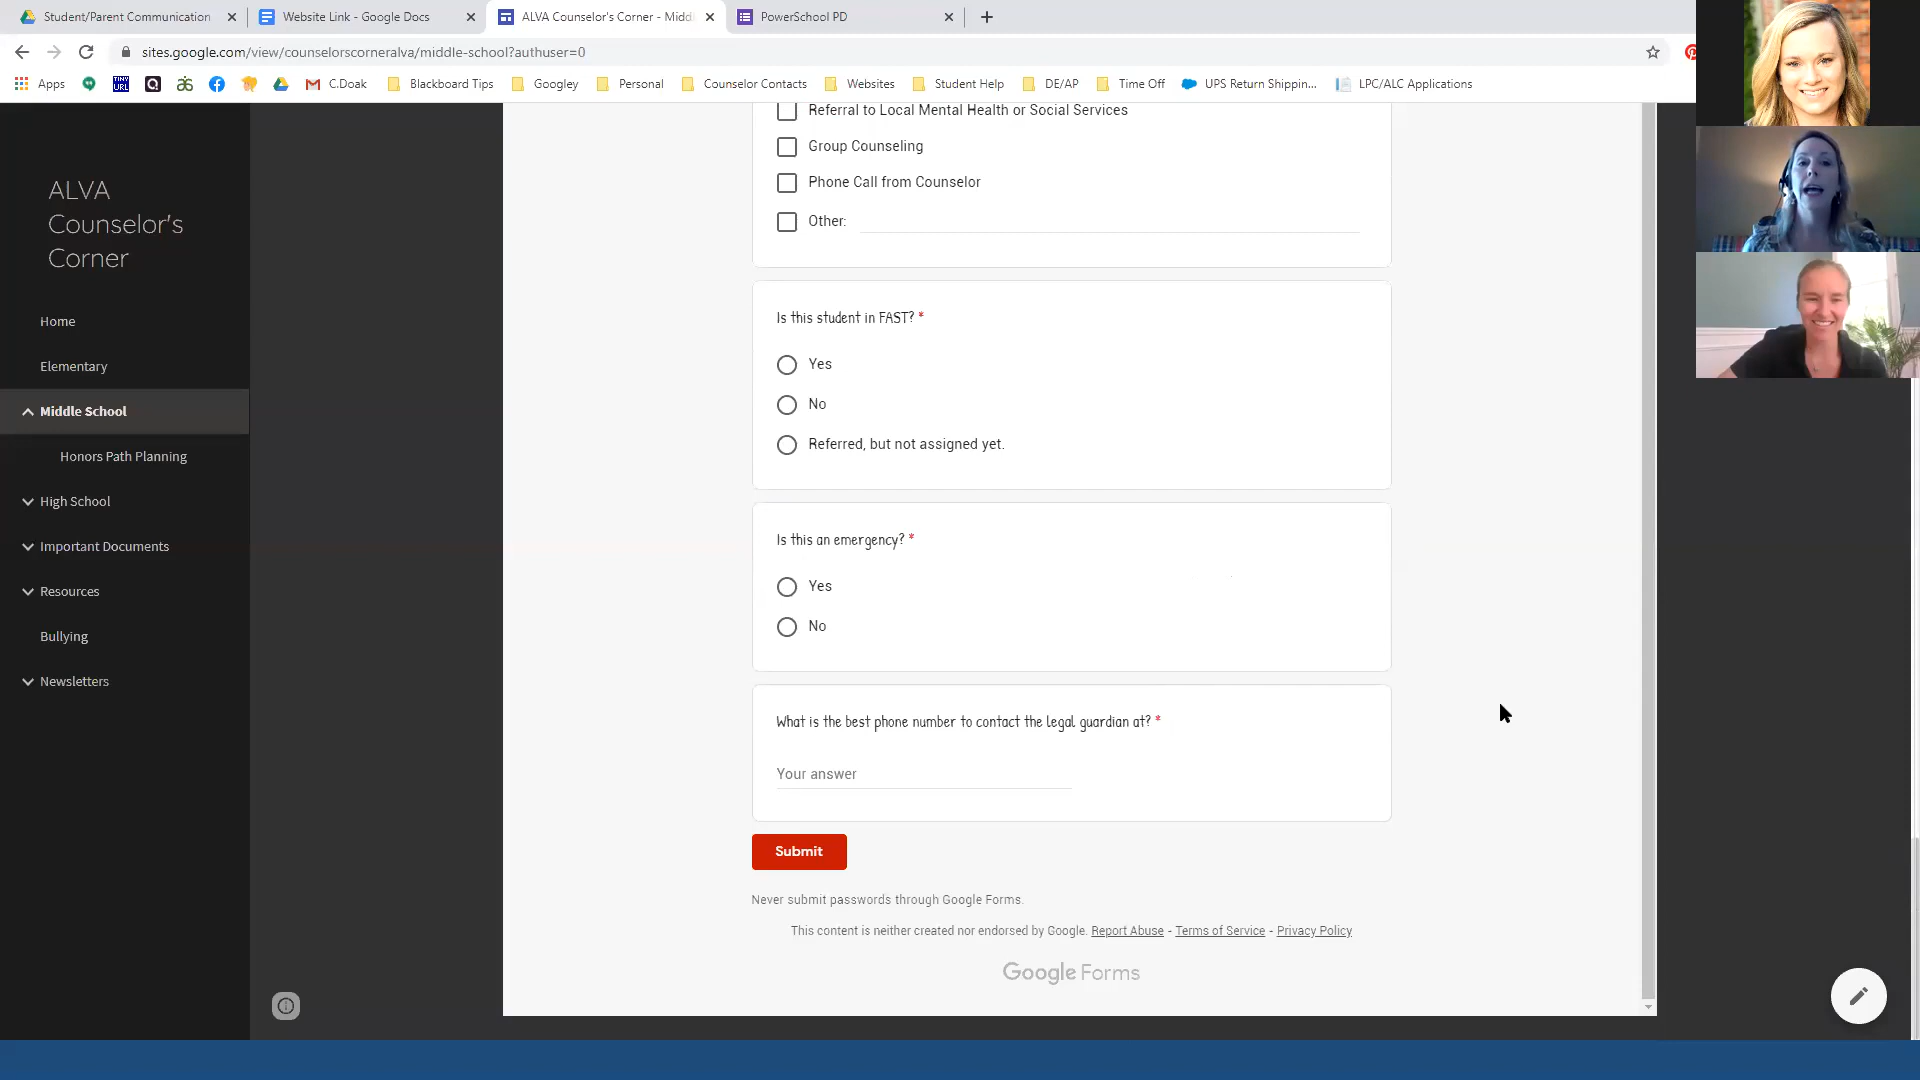 Student/Parent Communication
Website Link - Google Docs
ALVA Counselor's Corner - Middl
PowerSchool PD
sites.google.com/view/counselorscorneralva/middle-school?authuser=0
Apps
TINY URL
C.Doak
Blackboard Tips
Googley
Personal
Counselor Contacts
Websites
Student Help
DE/AP
Time Off
UPS Return Shippin...
LPC/ALC Applications
ALVA
Counselor's
Corner
Home
Elementary
Middle School
Honors Path Planning
High School
Important Documents
Resources
Bullying
Newsletters
Referral to Local Mental Health or Social Services
Group Counseling
Phone Call from Counselor
Other:
Is this student in FAST? *
Yes
No
Referred, but not assigned yet.
Is this an emergency? *
Yes
No
What is the best phone number to contact the legal guardian at? *
Your answer
Submit
Never submit passwords through Google Forms.
This content is neither created nor endorsed by Google. Report Abuse - Terms of Service - Privacy Policy
Google Forms